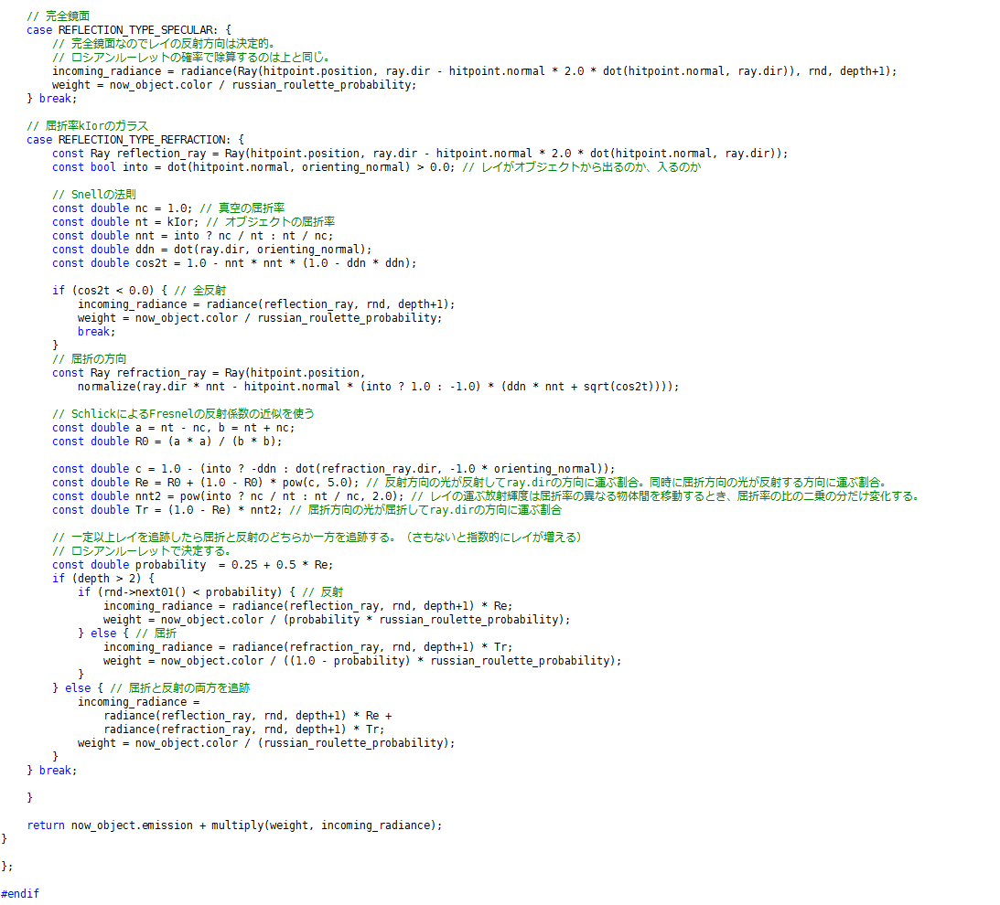 // 完全鏡面
case REFLECTION_TYPE_SPECULAR: {
// 完全鏡面なのでレイの反射方向は決定的。
// ロシアンルーレットの確率で除算するのは上と同じ。
incoming_radiance = radiance(Ray(hitpoint.position, ray.dir - hitpoint.normal * 2.0 * dot(hitpoint.normal, ray.dir)), rnd, depth+1);
weight = now_object.color / russian_roulette_probability;
} break;
// 屈折率kIorのガラス
case REFLECTION_TYPE_REFRACTION: {
const Ray reflection_ray = Ray(hitpoint.position, ray.dir - hitpoint.normal * 2.0 * dot(hitpoint.normal, ray.dir));
const bool into = dot(hitpoint.normal, orienting_normal) > 0.0; // レイがオブジェクトから出るのか、入るのか
// Snellの法則
const double nc = 1.0; // 真空の屈折率
const double nt = kIor; // オブジェクトの屈折率
const double nnt = into ? nc / nt : nt / nc;
const double ddn = dot(ray.dir, orienting_normal);
const double cos2t = 1.0 - nnt * nnt * (1.0 - ddn * ddn);
if (cos2t < 0.0) { // 全反射
incoming_radiance = radiance(reflection_ray, rnd, depth+1);
weight = now_object.color / russian_roulette_probability;
break;
}
// 屈折の方向
const Ray refraction_ray = Ray(hitpoint.position,
normalize(ray.dir * nnt - hitpoint.normal * (into ? 1.0 : -1.0) * (ddn * nnt + sqrt(cos2t))));
// SchlickによるFresnelの反射係数の近似を使う
const double a = nt - nc, b = nt + nc;
const double R0 = (a * a) / (b * b);
const double c = 1.0 - (into ? -ddn : dot(refraction_ray.dir, -1.0 * orienting_normal));
const double Re = R0 + (1.0 - R0) * pow(c, 5.0); // 反射方向の光が反射してray.dirの方向に運ぶ割合。同時に屈折方向の光が反射する方向に運ぶ割合。
const double nnt2 = pow(into ? nc / nt : nt / nc, 2.0); // レイの運ぶ放射輝度は屈折率の異なる物体間を移動するとき、屈折率の比の二乗の分だけ変化する。
const double Tr = (1.0 - Re) * nnt2; // 屈折方向の光が屈折してray.dirの方向に運ぶ割合
// 一定以上レイを追跡したら屈折と反射のどちらか一方を追跡する。（さもないと指数的にレイが増える）
// ロシアンルーレットで決定する。
const double probability  = 0.25 + 0.5 * Re;
if (depth > 2) {
if (rnd->next01() < probability) { // 反射
incoming_radiance = radiance(reflection_ray, rnd, depth+1) * Re;
weight = now_object.color / (probability * russian_roulette_probability);
} else { // 屈折
incoming_radiance = radiance(refraction_ray, rnd, depth+1) * Tr;
weight = now_object.color / ((1.0 - probability) * russian_roulette_probability);
}
} else { // 屈折と反射の両方を追跡
incoming_radiance =
radiance(reflection_ray, rnd, depth+1) * Re +
radiance(refraction_ray, rnd, depth+1) * Tr;
weight = now_object.color / (russian_roulette_probability);
}
} break;
}
return now_object.emission + multiply(weight, incoming_radiance);
}
};
#endif